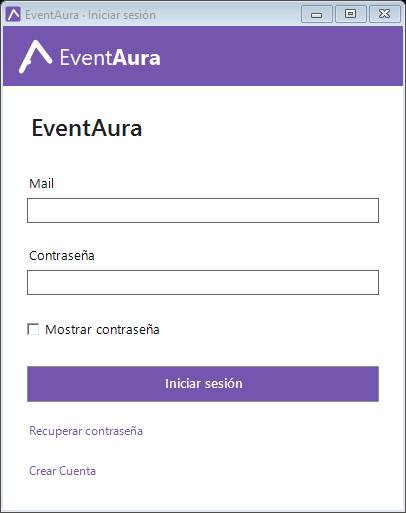 EventAura - Iniciar sesión
EventAura
EventAura
Mail
Contraseña
Mostrar contraseña
Iniciar sesión
Recuperar contraseña
Crear Cuenta